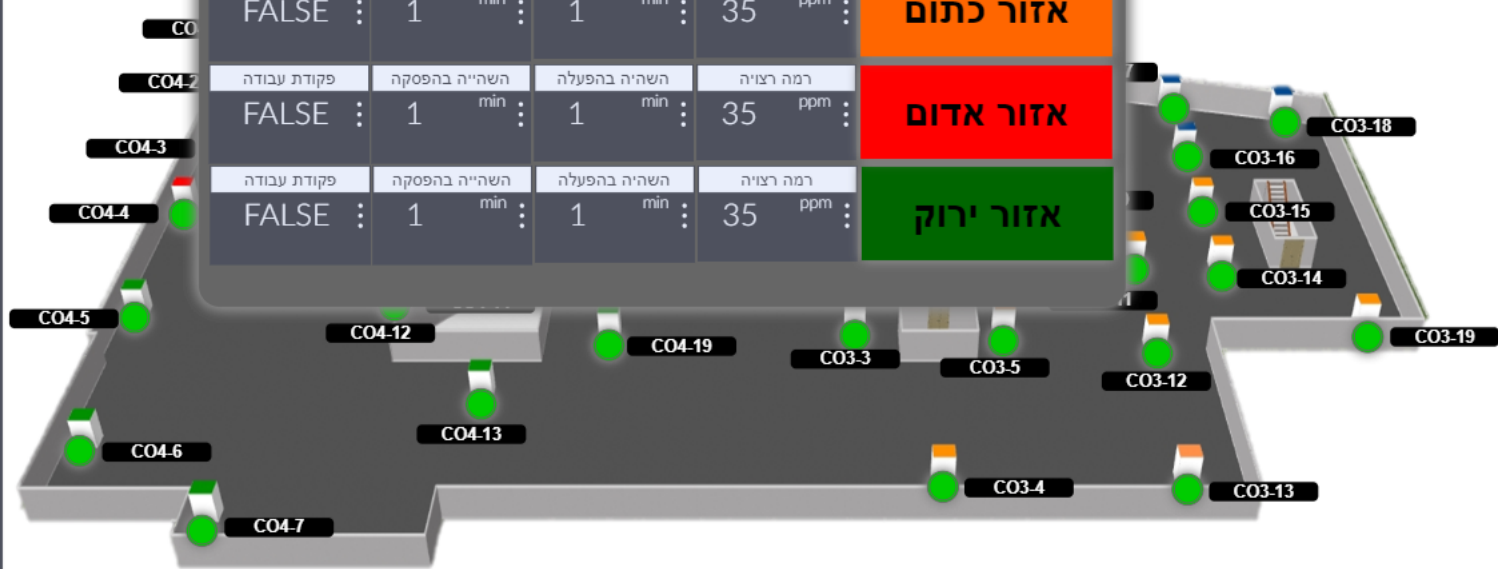 FALSE 1 min 1 min 35 ppm אזור כתום
פקודת עבודה השהייה בהפסקה השהיה בהפעלה רמה רצויה
FALSE 1 min 1 min 35 ppm אזור אדום
פקודת עבודה השהייה בהפסקה השהיה בהפעלה רמה רצויה
FALSE 1 min 1 min 35 ppm אזור ירוק
CO4-2
CO4-3
CO4-4
CO4-5
CO4-6
CO4-7
CO4-12
CO4-13
CO4-19
CO3-3
CO3-5
CO3-4
CO3-12
CO3-13
CO3-14
CO3-15
CO3-16
CO3-18
CO3-19